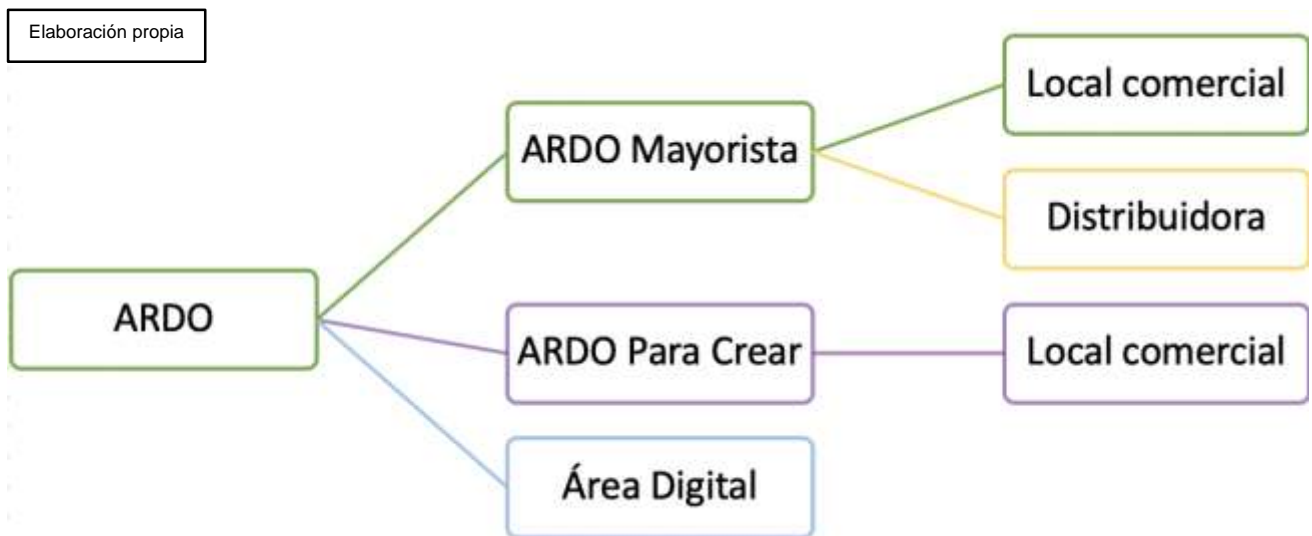 Elaboración propia
Local comercial
ARDO Mayorista
Distribuidora
ARDO
ARDO Para Crear
Local comercial
Área Digital